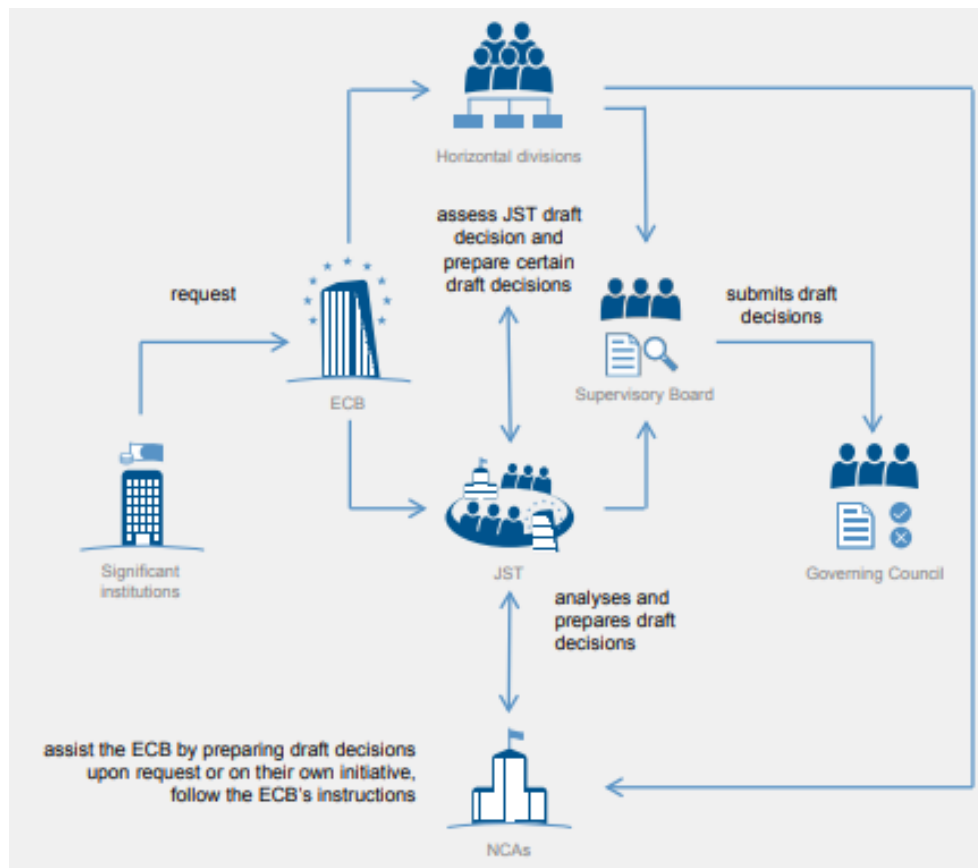 Horizontal divisions
assess JST draft
decision and
prepare certain
draft decisions
request
submits draft
decisions
ECB
Supervisory Board
Significant
institutions
JST
Governing Council
analyses and
prepares draft
decisions
assist the ECB by preparing draft decisions
upon request or on their own initiative,
follow the ECB's instructions
NCAs